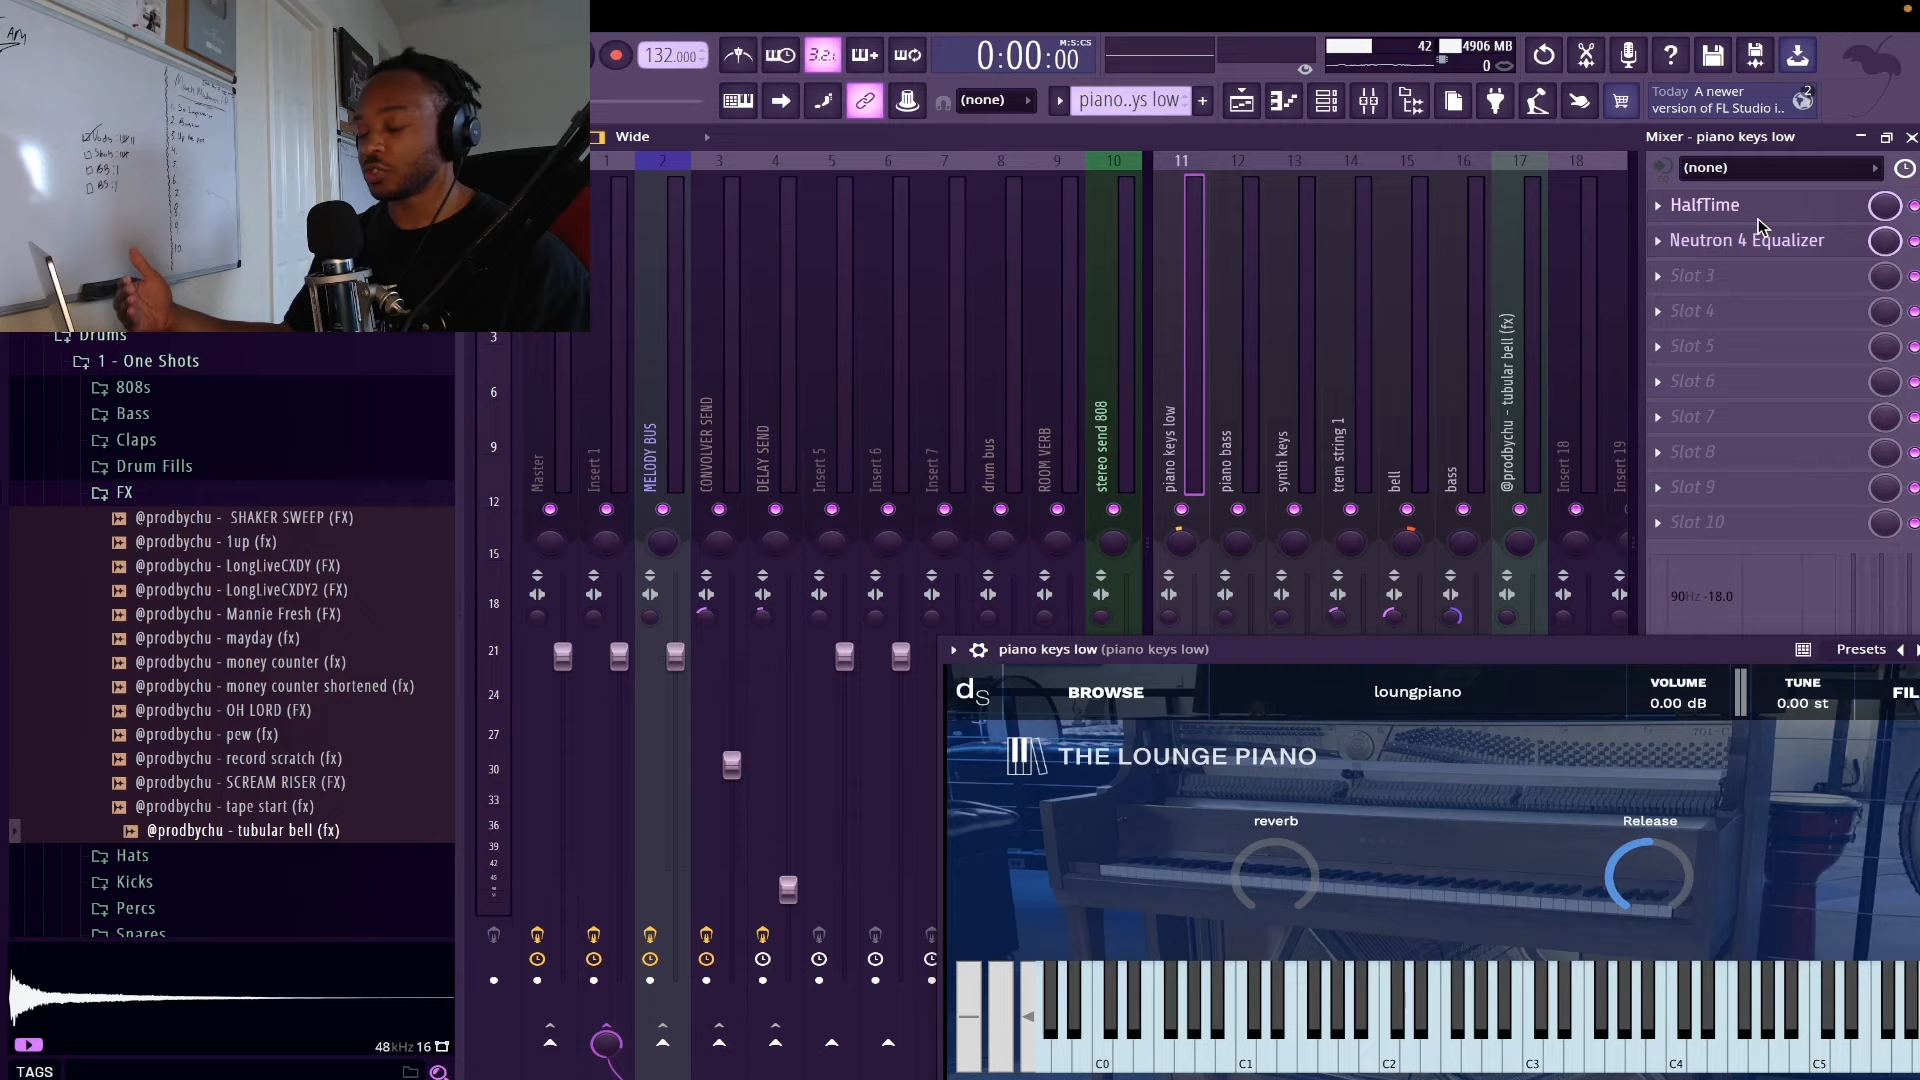 132.000
3.2.
0:00:00
M:S:CS
42
4906 MB
0
(none)
piano..ys low
Today A newer
version of FL Studio i..
2
Wide
Mixer - piano keys low
1 2 3 4 5 6 7 8 9 10 11 12 13 14 15 16 17 18
(none)
HalfTime
Neutron 4 Equalizer
Slot 3
Slot 4
Slot 5
Slot 6
Slot 7
Slot 8
Slot 9
Slot 10
90Hz -18.0
Master
Insert 1
MELODY BUS
CONVOLVER SEND
DELAY SEND
Insert 5
Insert 6
Insert 7
drum bus
ROOM VERB
stereo send 808
piano keys low
piano bass
synth keys
trem string 1
bell
bass
@prodbychu - tubular bell (fx)
Insert 18
Insert 19
3
6
9
12
15
18
21
24
27
30
33
36
39
42
45
Drums
1 - One Shots
808s
Bass
Claps
Drum Fills
FX
@prodbychu - SHAKER SWEEP (FX)
@prodbychu - 1up (fx)
@prodbychu - LongLiveCXDY (FX)
@prodbychu - LongLiveCXDY2 (FX)
@prodbychu - Mannie Fresh (FX)
@prodbychu - mayday (fx)
@prodbychu - money counter (fx)
@prodbychu - money counter shortened (fx)
@prodbychu - OH LORD (FX)
@prodbychu - pew (fx)
@prodbychu - record scratch (fx)
@prodbychu - SCREAM RISER (FX)
@prodbychu - tape start (fx)
@prodbychu - tubular bell (fx)
Hats
Kicks
Percs
Snares
48kHz 16
TAGS
piano keys low (piano keys low)
Presets
ds
BROWSE
loungpiano
VOLUME
0.00 dB
TUNE
0.00 st
FIL
THE LOUNGE PIANO
reverb
Release
C0 C1 C2 C3 C4 C5